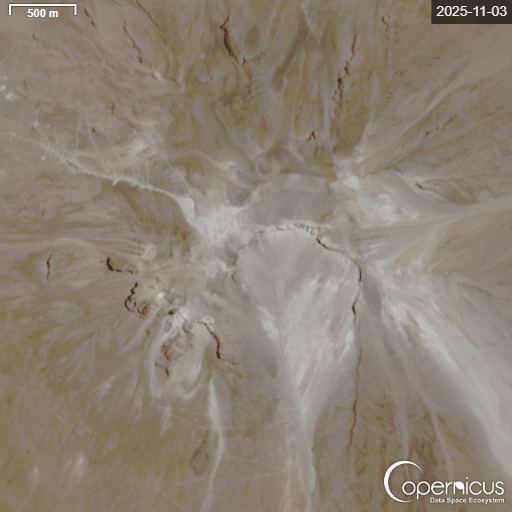 500 m
2025-11-03
Copernicus
Data Space Ecosystem